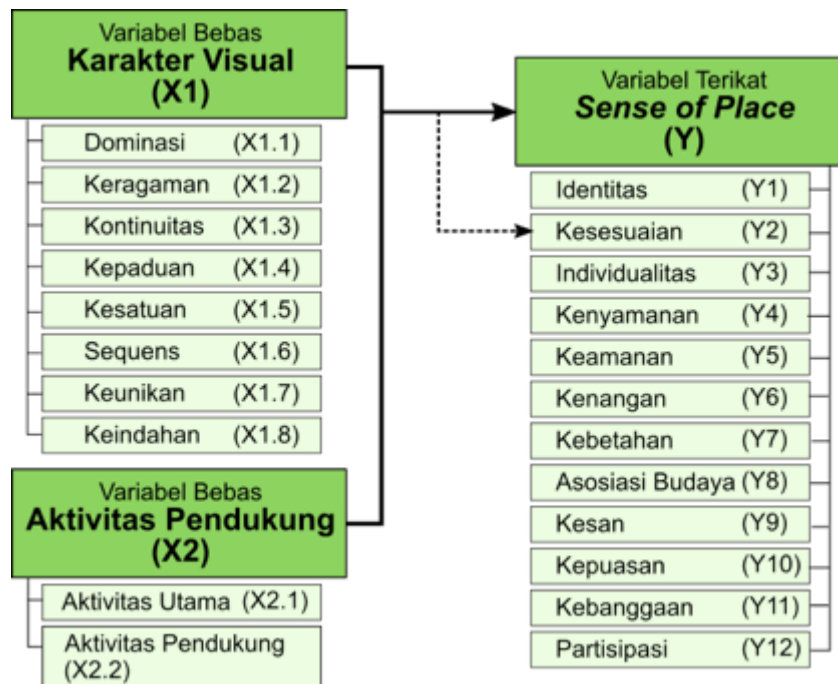 Variabel Bebas
Karakter Visual
(X1)
Dominasi (X1.1)
Keragaman (X1.2)
Kontinuitas (X1.3)
Kepaduan (X1.4)
Kesatuan (X1.5)
Sequens (X1.6)
Keunikan (X1.7)
Keindahan (X1.8)
Variabel Bebas
Aktivitas Pendukung
(X2)
Aktivitas Utama (X2.1)
Aktivitas Pendukung
(X2.2)
Variabel Terikat
Sense of Place
(Y)
Identitas (Y1)
Kesesuaian (Y2)
Individualitas (Y3)
Kenyamanan (Y4)
Keamanan (Y5)
Kenangan (Y6)
Kebetahan (Y7)
Asosiasi Budaya (Y8)
Kesan (Y9)
Kepuasan (Y10)
Kebanggaan (Y11)
Partisipasi (Y12)